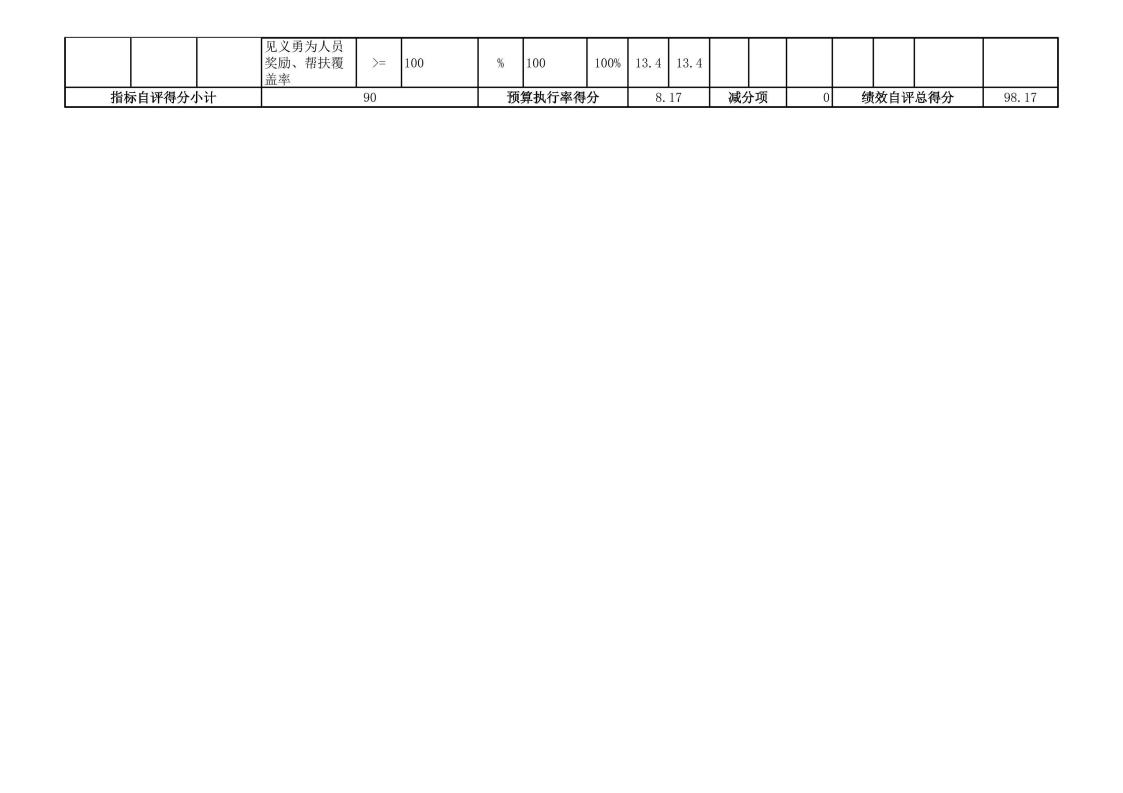 见义勇为人员
奖励、帮扶覆
盖率
>= 100 % 100 100% 13.4 13.4
指标自评得分小计 90 预算执行率得分 8.17 减分项 0 绩效自评总得分 98.17